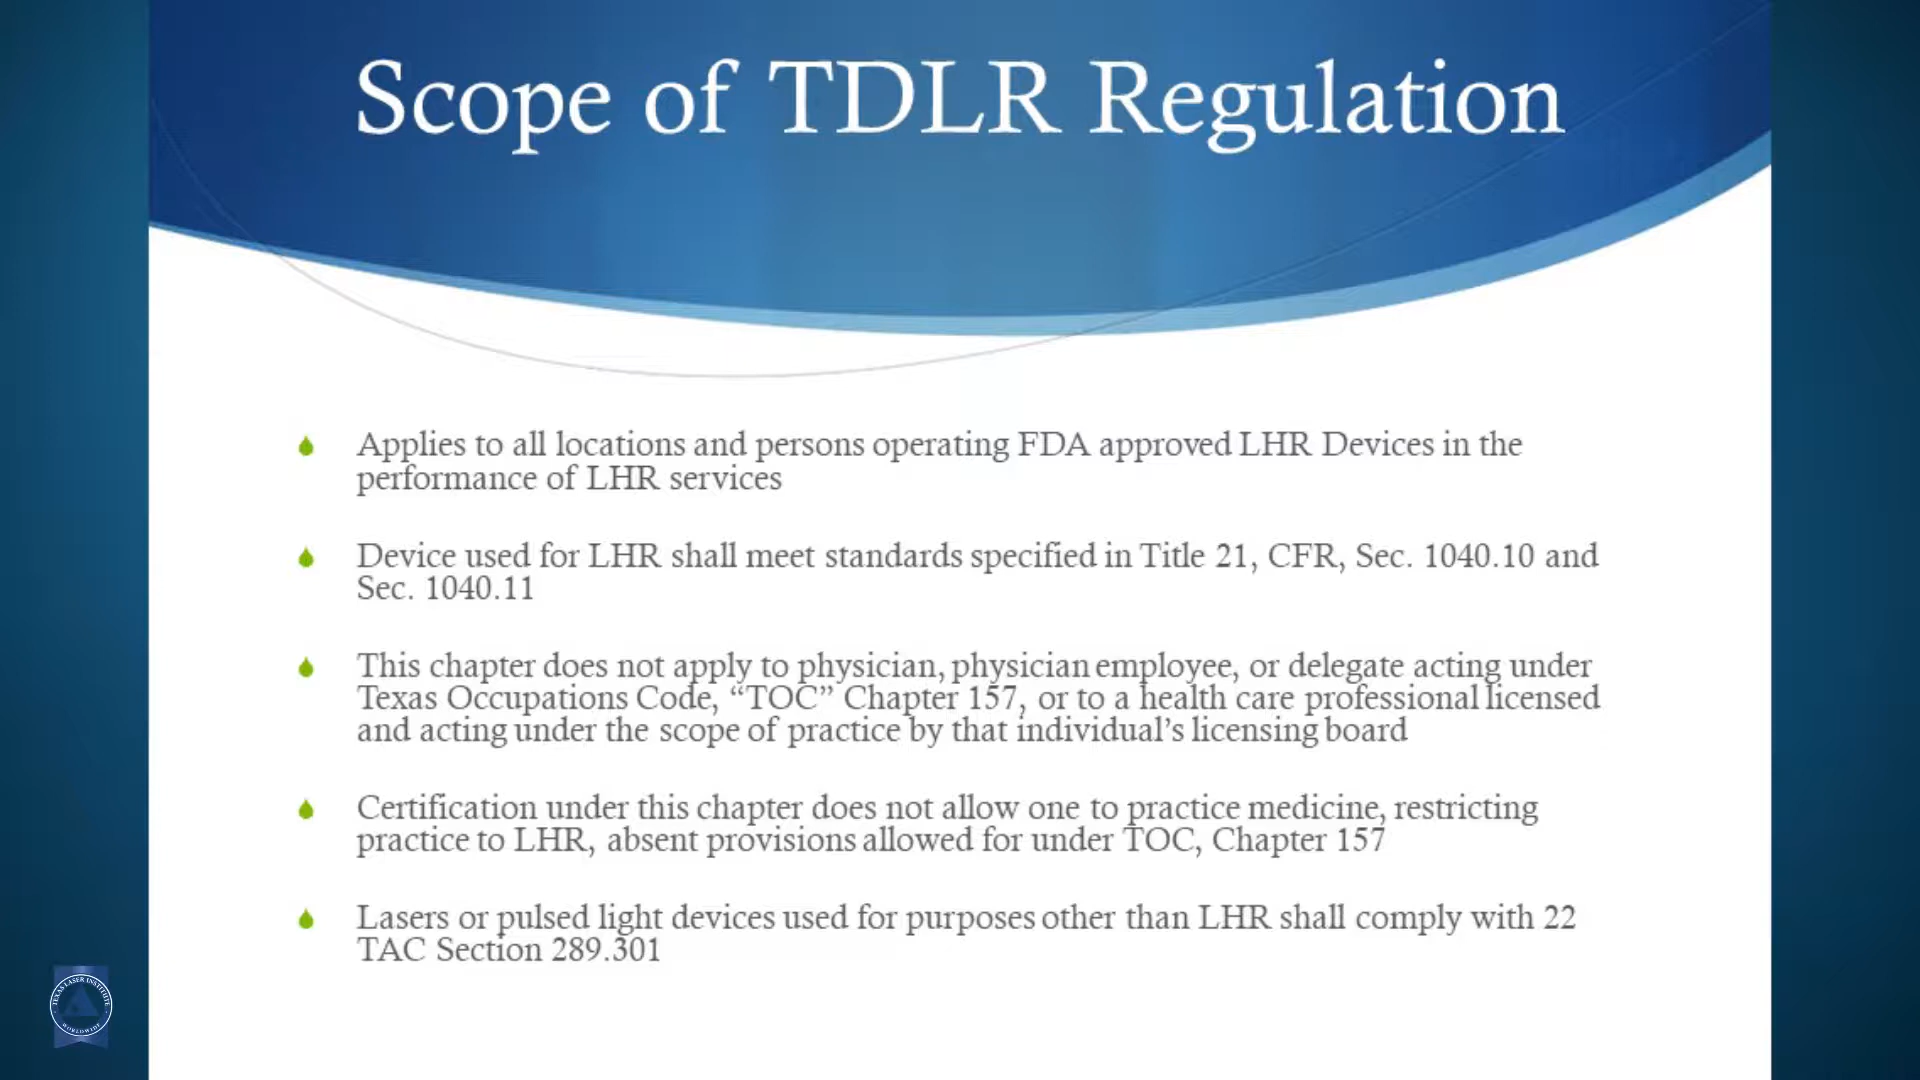 Scope of TDLR Regulation
Applies to all locations and persons operating FDA approved LHR Devices in the
performance of LHR services
Device used for LHR shall meet standards specified in Title 21, CFR, Sec. 1040.10 and
Sec. 1040.11
This chapter does not apply to physician, physician employee, or delegate acting under
Texas Occupations Code, “TOC” Chapter 157, or to a health care professional licensed
and acting under the scope of practice by that individual’s licensing board
Certification under this chapter does not allow one to practice medicine, restricting
practice to LHR, absent provisions allowed for under TOC, Chapter 157
Lasers or pulsed light devices used for purposes other than LHR shall comply with 22
TAC Section 289.301
TEXAS LASER INSTITUTE
WORLDWIDE